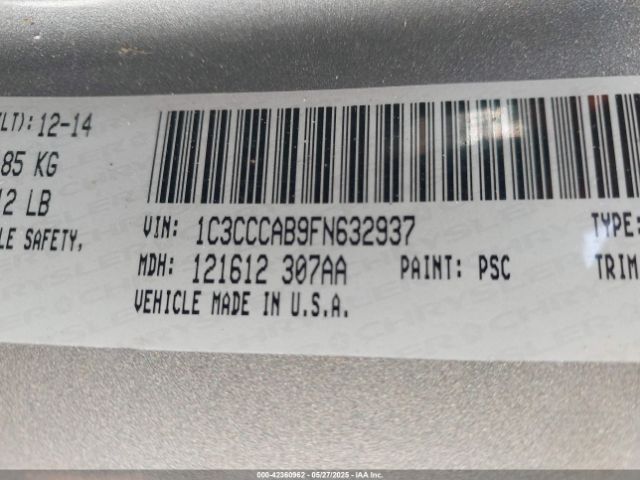 LT): 12-14
85 KG
12 LB
LE SAFETY,
VIN: 1C3CCCAB9FN632937
TYPE:
MDH: 121612 307AA
PAINT: PSC
TRIM
VEHICLE MADE IN U.S.A.
CHRYSLER
000-42360962 | 05/27/2025 - IAA Inc.